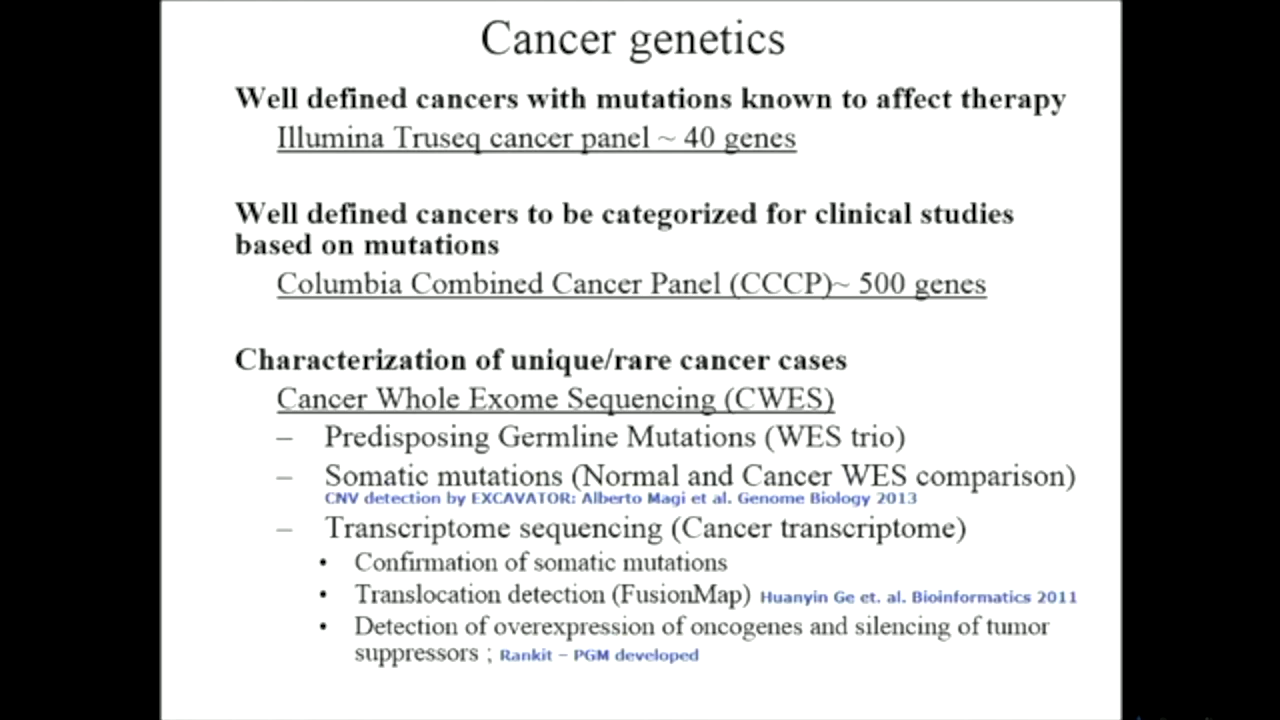 Cancer genetics
Well defined cancers with mutations known to affect therapy
Illumina Truseq cancer panel ~ 40 genes
Well defined cancers to be categorized for clinical studies
based on mutations
Columbia Combined Cancer Panel (CCCP)~ 500 genes
Characterization of unique/rare cancer cases
Cancer Whole Exome Sequencing (CWES)
– Predisposing Germline Mutations (WES trio)
– Somatic mutations (Normal and Cancer WES comparison)
CNV detection by EXCAVATOR: Alberto Magi et al. Genome Biology 2013
– Transcriptome sequencing (Cancer transcriptome)
• Confirmation of somatic mutations
• Translocation detection (FusionMap) Huanyin Ge et. al. Bioinformatics 2011
• Detection of overexpression of oncogenes and silencing of tumor
suppressors ; Rankit – PGM developed